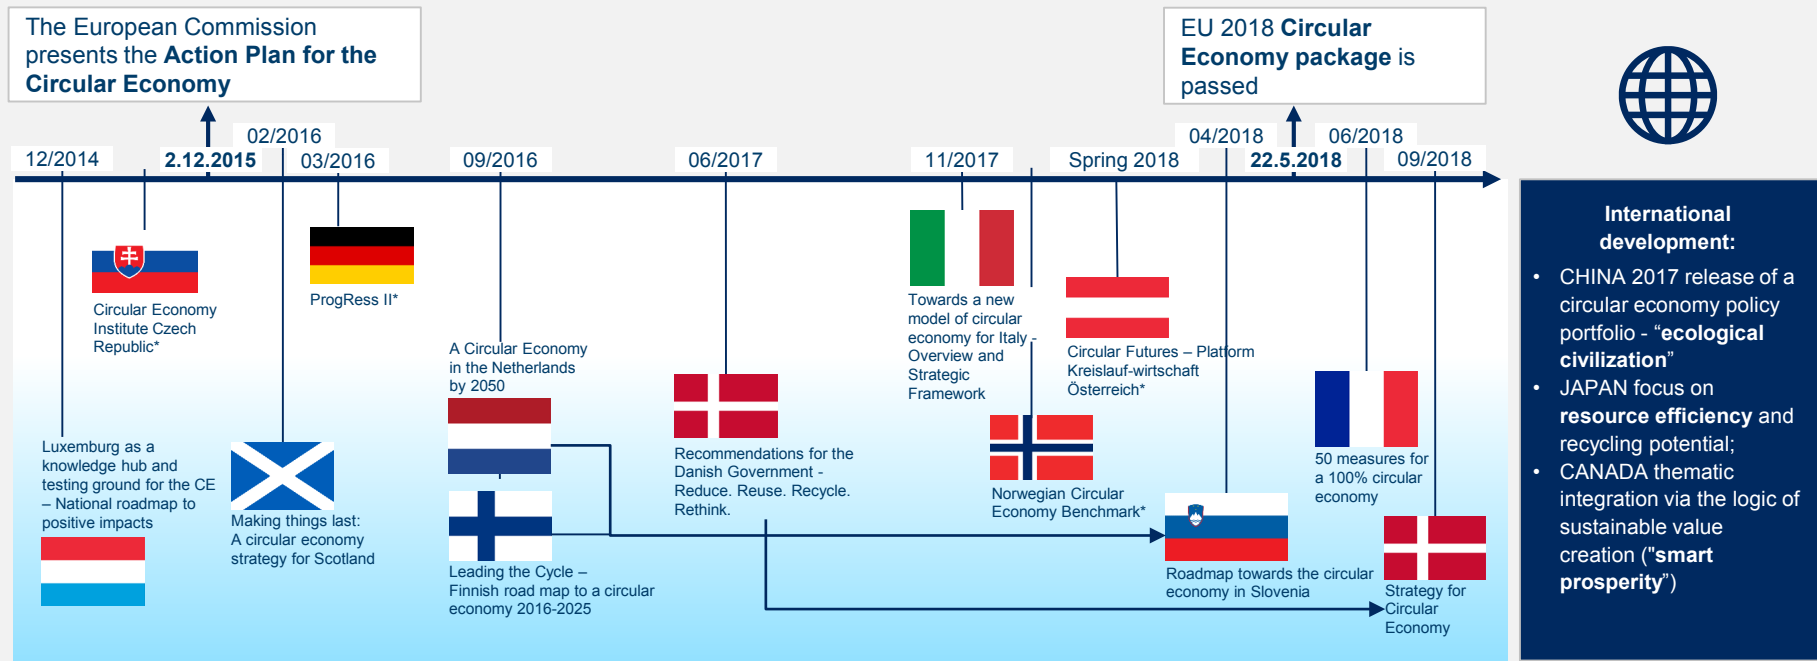 The European Commission
presents the Action Plan for the
Circular Economy
EU 2018 Circular
Economy package is
passed
12/2014
2.12.2015
02/2016
03/2016
09/2016
06/2017
11/2017
Spring 2018
04/2018
22.5.2018
06/2018
09/2018
Luxemburg as a
knowledge hub and
testing ground for the CE
– National roadmap to
positive impacts
Circular Economy
Institute Czech
Republic*
Making things last:
A circular economy
strategy for Scotland
ProgRess II*
A Circular Economy
in the Netherlands
by 2050
Leading the Cycle –
Finnish road map to a circular
economy 2016-2025
Recommendations for the
Danish Government -
Reduce. Reuse. Recycle.
Rethink.
Towards a new
model of circular
economy for Italy -
Overview and
Strategic
Framework
Norwegian Circular
Economy Benchmark*
Circular Futures – Platform
Kreislauf-wirtschaft
Österreich*
Roadmap towards the circular
economy in Slovenia
50 measures for
a 100% circular
economy
Strategy for
Circular
Economy
International
development:
• CHINA 2017 release of a
circular economy policy
portfolio - “ecological
civilization”
• JAPAN focus on
resource efficiency and
recycling potential;
• CANADA thematic
integration via the logic of
sustainable value
creation ("smart
prosperity”)